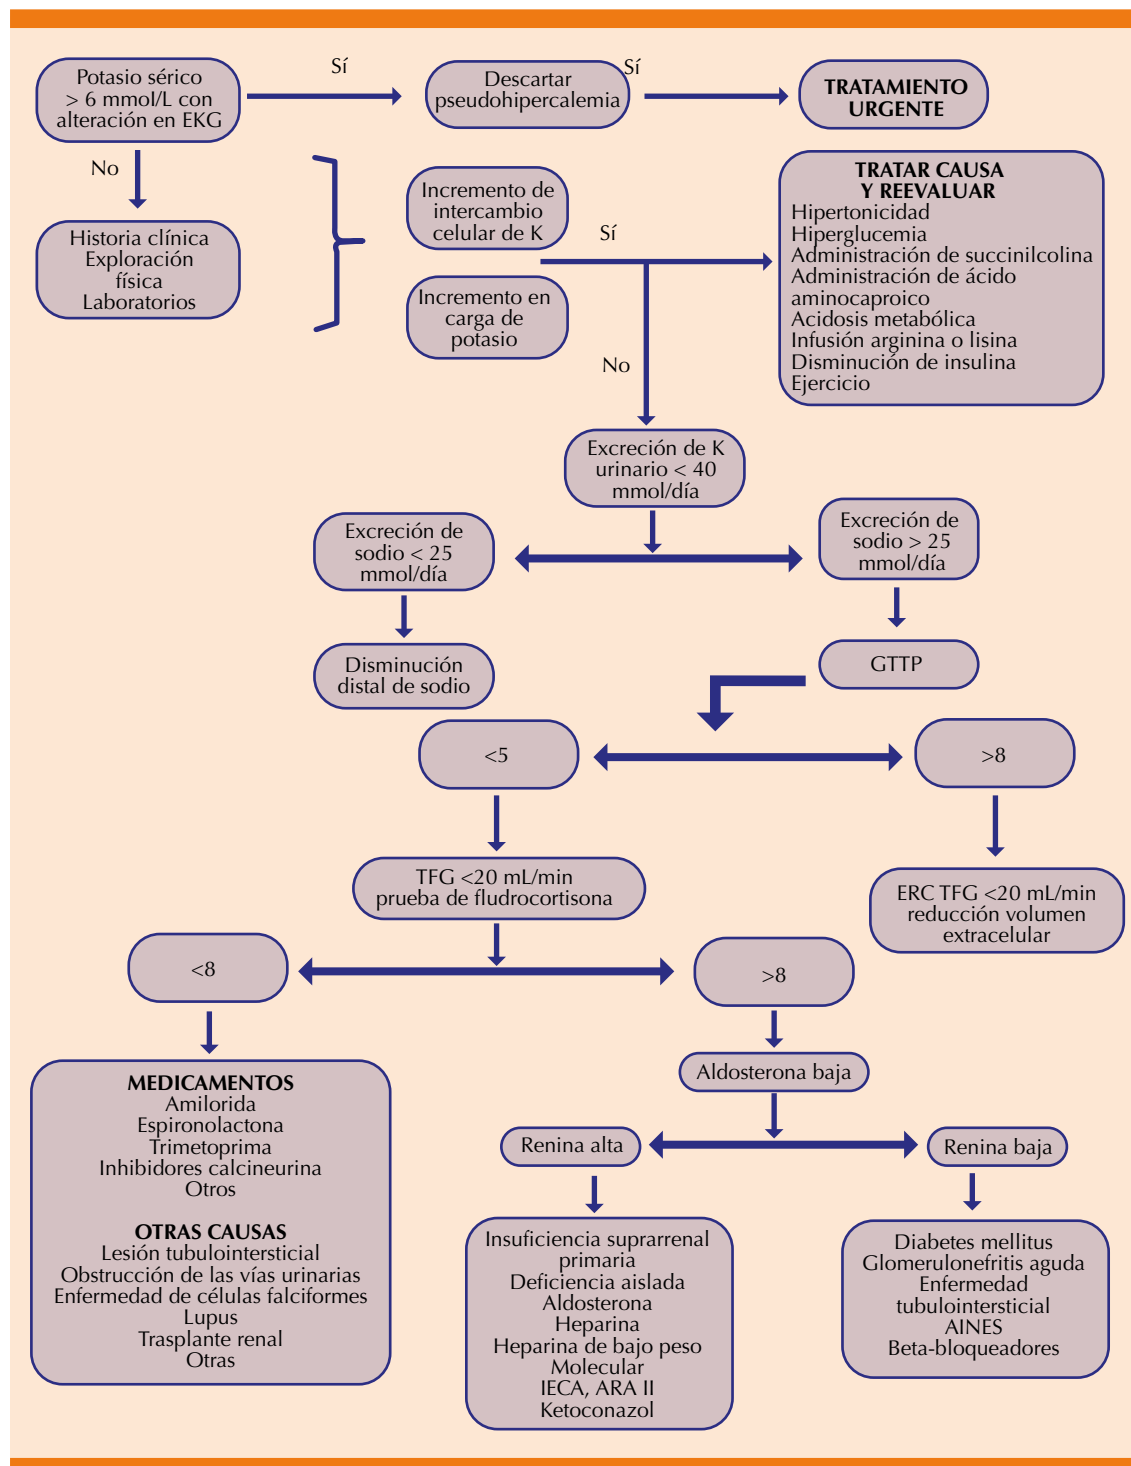 Potasio sérico
> 6 mmol/L con
alteración en EKG
Sí
Descartar
pseudohipercalemia
Sí
TRATAMIENTO
URGENTE
No
Historia clínica
Exploración
física
Laboratorios
Incremento de
intercambio
celular de K
Incremento en
carga de
potasio
Sí
TRATAR CAUSA
Y REEVALUAR
Hipertonicidad
Hiperglucemia
Administración de succinilcolina
Administración de ácido
aminocaproico
Acidosis metabólica
Infusión arginina o lisina
Disminución de insulina
Ejercicio
No
Excreción de K
urinario < 40
mmol/día
Excreción de
sodio < 25
mmol/día
Excreción de
sodio > 25
mmol/día
Disminución
distal de sodio
GTTP
<5
>8
TFG <20 mL/min
prueba de fludrocortisona
ERC TFG <20 mL/min
reducción volumen
extracelular
<8
>8
MEDICAMENTOS
Amilorida
Espironolactona
Trimetoprima
Inhibidores calcineurina
Otros
OTRAS CAUSAS
Lesión tubulointersticial
Obstrucción de las vías urinarias
Enfermedad de células falciformes
Lupus
Trasplante renal
Otras
Aldosterona baja
Renina alta
Renina baja
Insuficiencia suprarrenal
primaria
Deficiencia aislada
Aldosterona
Heparina
Heparina de bajo peso
Molecular
IECA, ARA II
Ketoconazol
Diabetes mellitus
Glomerulonefritis aguda
Enfermedad
tubulointersticial
AINES
Beta-bloqueadores